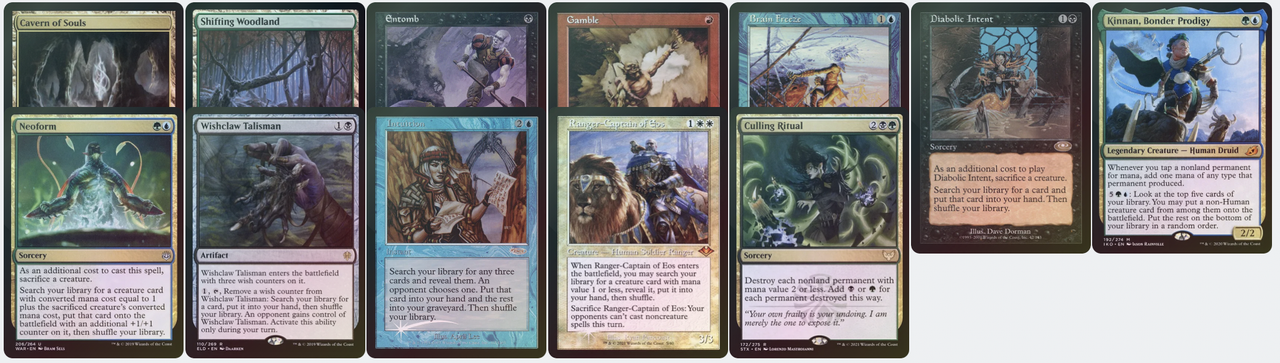 Cavern of Souls
Neoform
Sorcery
As an additional cost to cast this spell,
sacrifice a creature.
Search your library for a creature card
with converted mana cost equal to 1
plus the sacrificed creature's converted
mana cost, put that card onto the
battlefield with an additional +1/+1
counter on it, then shuffle your library.
Shifting Woodland
Wishclaw Talisman 1
Artifact
Wishclaw Talisman enters the battlefield
with three wish counters on it.
1, Remove a wish counter from
Wishclaw Talisman: Search your library for
a card, put it into your hand, then shuffle
your library. An opponent gains control of
Wishclaw Talisman. Activate this ability
only during your turn.
Entomb
Intuition 2
Instant
Search your library for any three
cards and reveal them. An
opponent chooses one. Put that
card into your hand and the rest
into your graveyard. Then shuffle
your library.
Gamble
Ranger-Captain of Eos 1
Creature — Human Soldier Ranger
When Ranger-Captain of Eos enters
the battlefield, you may search your
library for a creature card with mana
value 1 or less, reveal it, put it into
your hand, then shuffle.
Sacrifice Ranger-Captain of Eos: Your
opponents can't cast noncreature
spells this turn.
3/3
Brain Freeze 1
Culling Ritual 2
Sorcery
Destroy each nonland permanent with
mana value 2 or less. Add or for
each permanent destroyed this way.
"Your own frailty is your undoing. I am
merely the one to expose it."
Diabolic Intent 1
Sorcery
As an additional cost to play
Diabolic Intent, sacrifice a creature.
Search your library for a card and
put that card into your hand. Then
shuffle your library.
Illus. Dave Dorman
Kinnan, Bonder Prodigy
Legendary Creature — Human Druid
Whenever you tap a nonland permanent
for mana, add one mana of any type that
permanent produced.
5: Look at the top five cards of
your library. You may put a non-Human
creature card from among them onto the
battlefield. Put the rest on the bottom of
your library in a random order.
2/2